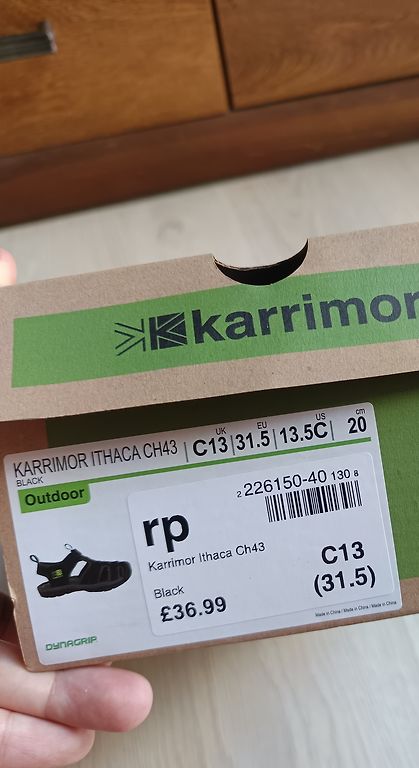 karrimor
KARRIMOR ITHACA CH43
BLACK
UK
C13
EU
31.5
US
13.5C
cm
20
Outdoor
rp
2 226150-40 130 8
Karrimor Ithaca Ch43
Black
£36.99
C13
(31.5)
DYNAGRIP
Made in China / Made in China / Made in China